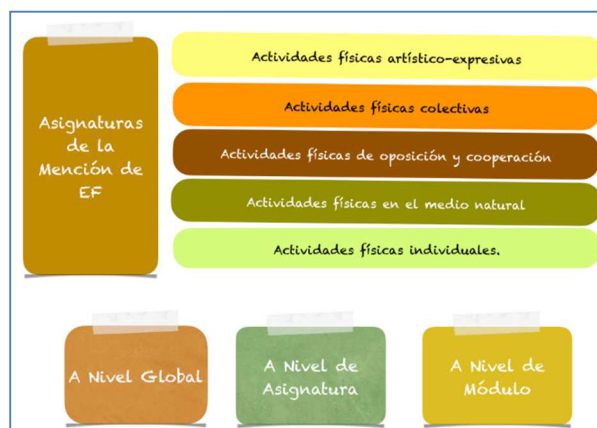 Asignaturas
de la
Mención de
EF
Actividades físicas artístico-expresivas
Actividades físicas colectivas
Actividades físicas de oposición y cooperación
Actividades físicas en el medio natural
Actividades físicas individuales.
A Nivel Global
A Nivel de
Asignatura
A Nivel de
Módulo